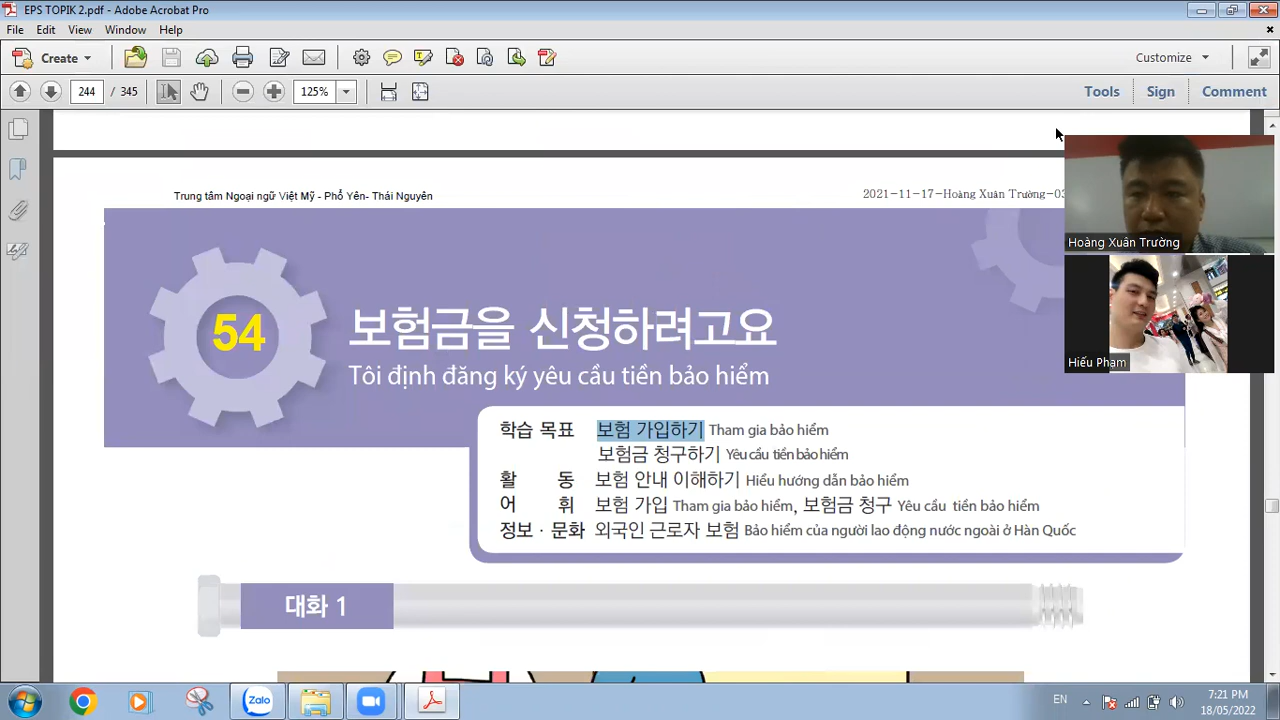 EPS TOPIK 2.pdf - Adobe Acrobat Pro
File Edit View Window Help
Create Customize
244 / 345 125% Tools Sign Comment
Trung tâm Ngoại ngữ Việt Mỹ - Phổ Yên- Thái Nguyên
2021-11-17-Hoàng Xuân Trường-03
Hoàng Xuân Trường
Hiếu Phạm
54
보험금을 신청하려고요
Tôi định đăng ký yêu cầu tiền bảo hiểm
학습 목표 보험 가입하기 Tham gia bảo hiểm
보험금 청구하기 Yêu cầu tiền bảo hiểm
활 동 보험 안내 이해하기 Hiểu hướng dẫn bảo hiểm
어 휘 보험 가입 Tham gia bảo hiểm, 보험금 청구 Yêu cầu tiền bảo hiểm
정보 · 문화 외국인 근로자 보험 Bảo hiểm của người lao động nước ngoài ở Hàn Quốc
대화 1
Zalo
EN
7:21 PM
18/05/2022